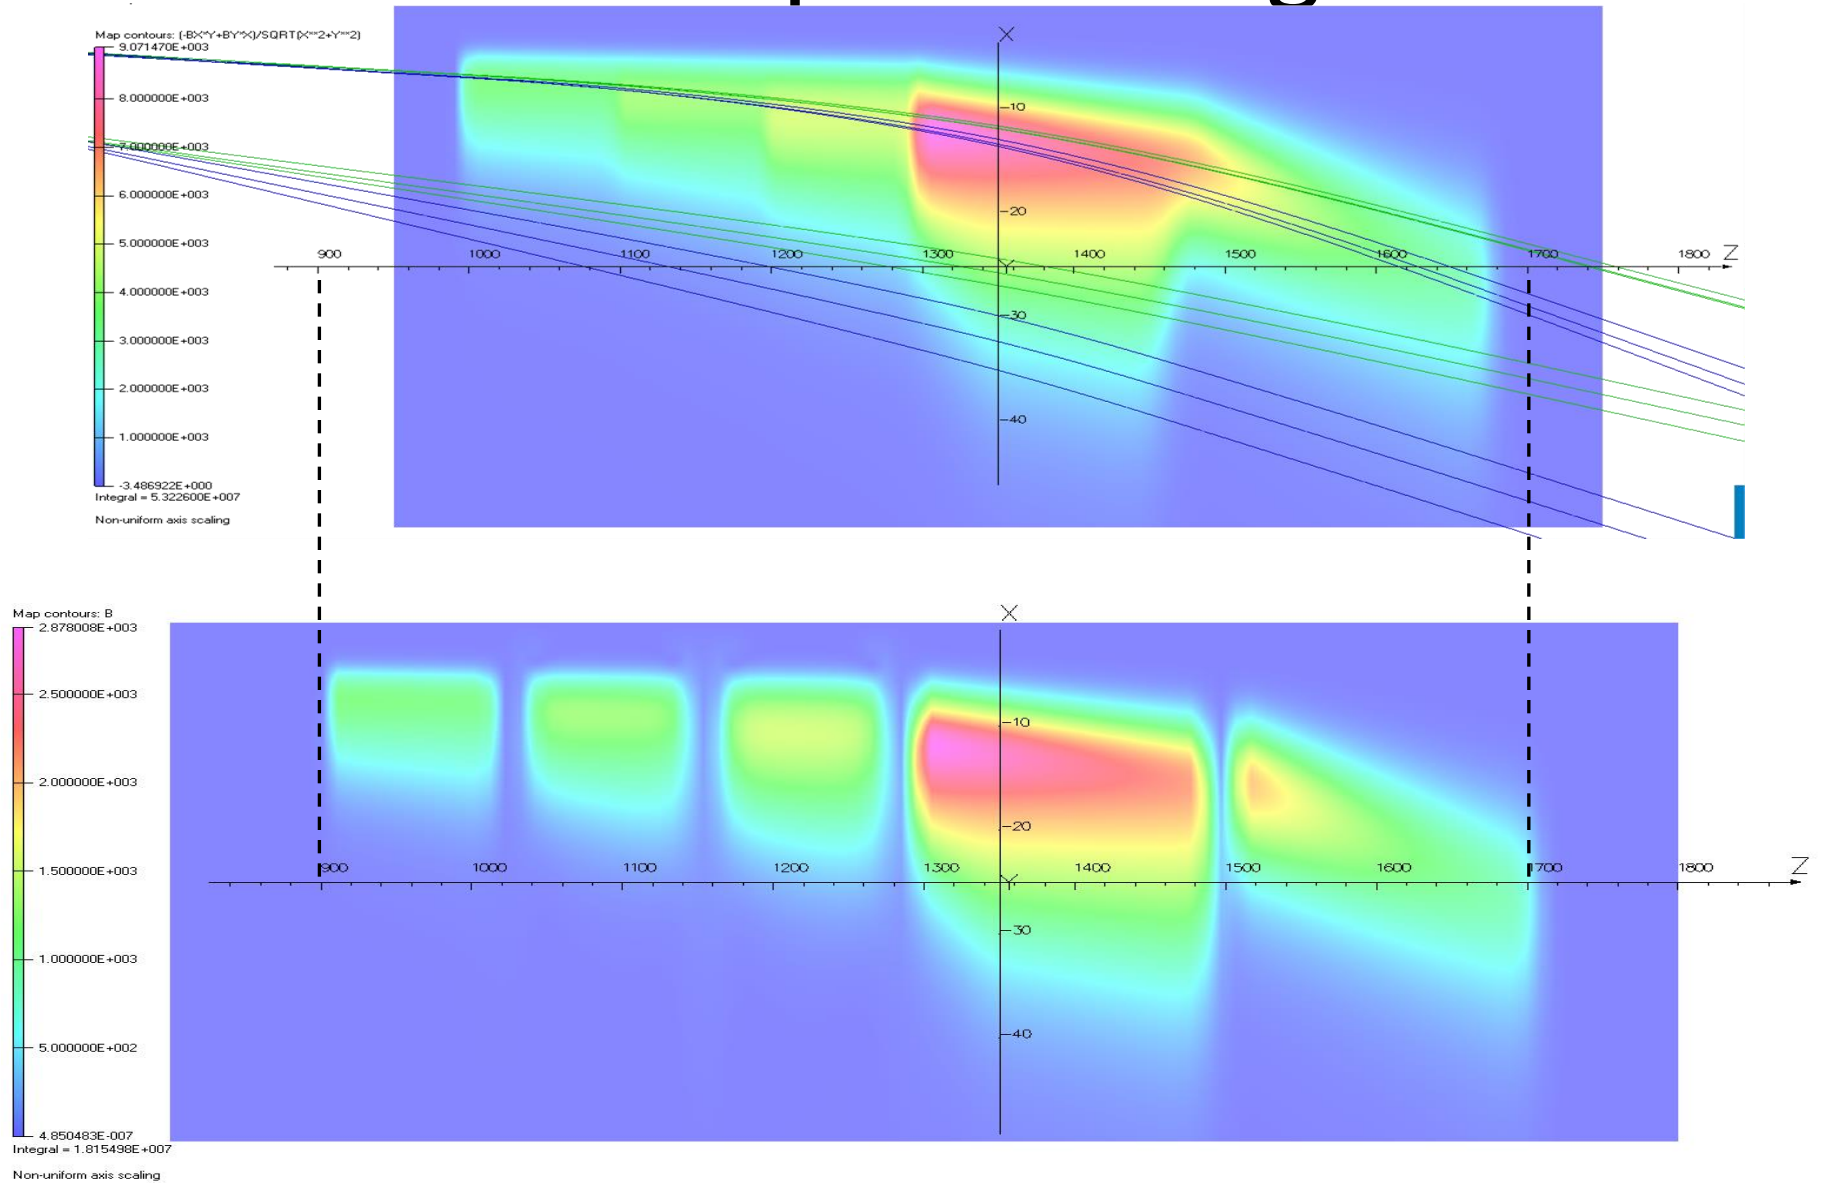 Map contours: (-BX*Y+BY*X)/SQRT(X**2+Y**2)
9.071470E+003
8.000000E+003
7.000000E+003
6.000000E+003
5.000000E+003
4.000000E+003
3.000000E+003
2.000000E+003
1.000000E+003
-3.486922E+000
Integral = 5.322600E+007
Non-uniform axis scaling
X
-10
-20
900 1000 1100 1200 1300 1400 1500 1600 1700 1800 Z
Y
-30
-40
Map contours: B
2.878008E+003
2.500000E+003
2.000000E+003
1.500000E+003
1.000000E+003
5.000000E+002
4.850483E-007
Integral = 1.815498E+007
Non-uniform axis scaling
X
-10
-20
900 1000 1100 1200 1300 1400 1500 1600 1700 1800 Z
Y
-30
-40